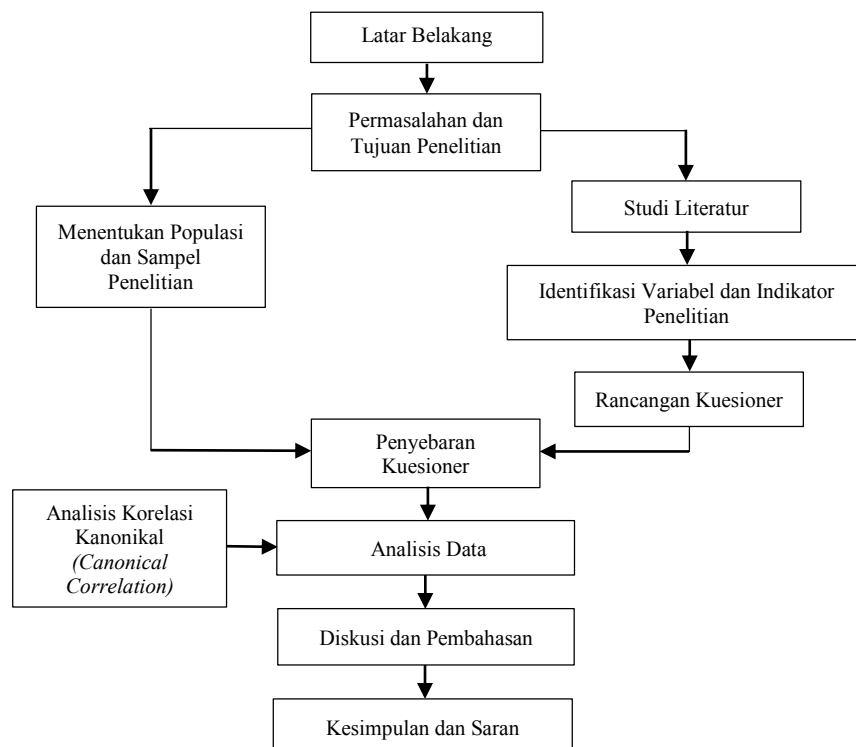 Latar Belakang
Permasalahan dan
Tujuan Penelitian
Menentukan Populasi
dan Sampel
Penelitian
Studi Literatur
Identifikasi Variabel dan Indikator
Penelitian
Rancangan Kuesioner
Penyebaran
Kuesioner
Analisis Korelasi
Kanonikal
(Canonical
Correlation)
Analisis Data
Diskusi dan Pembahasan
Kesimpulan dan Saran